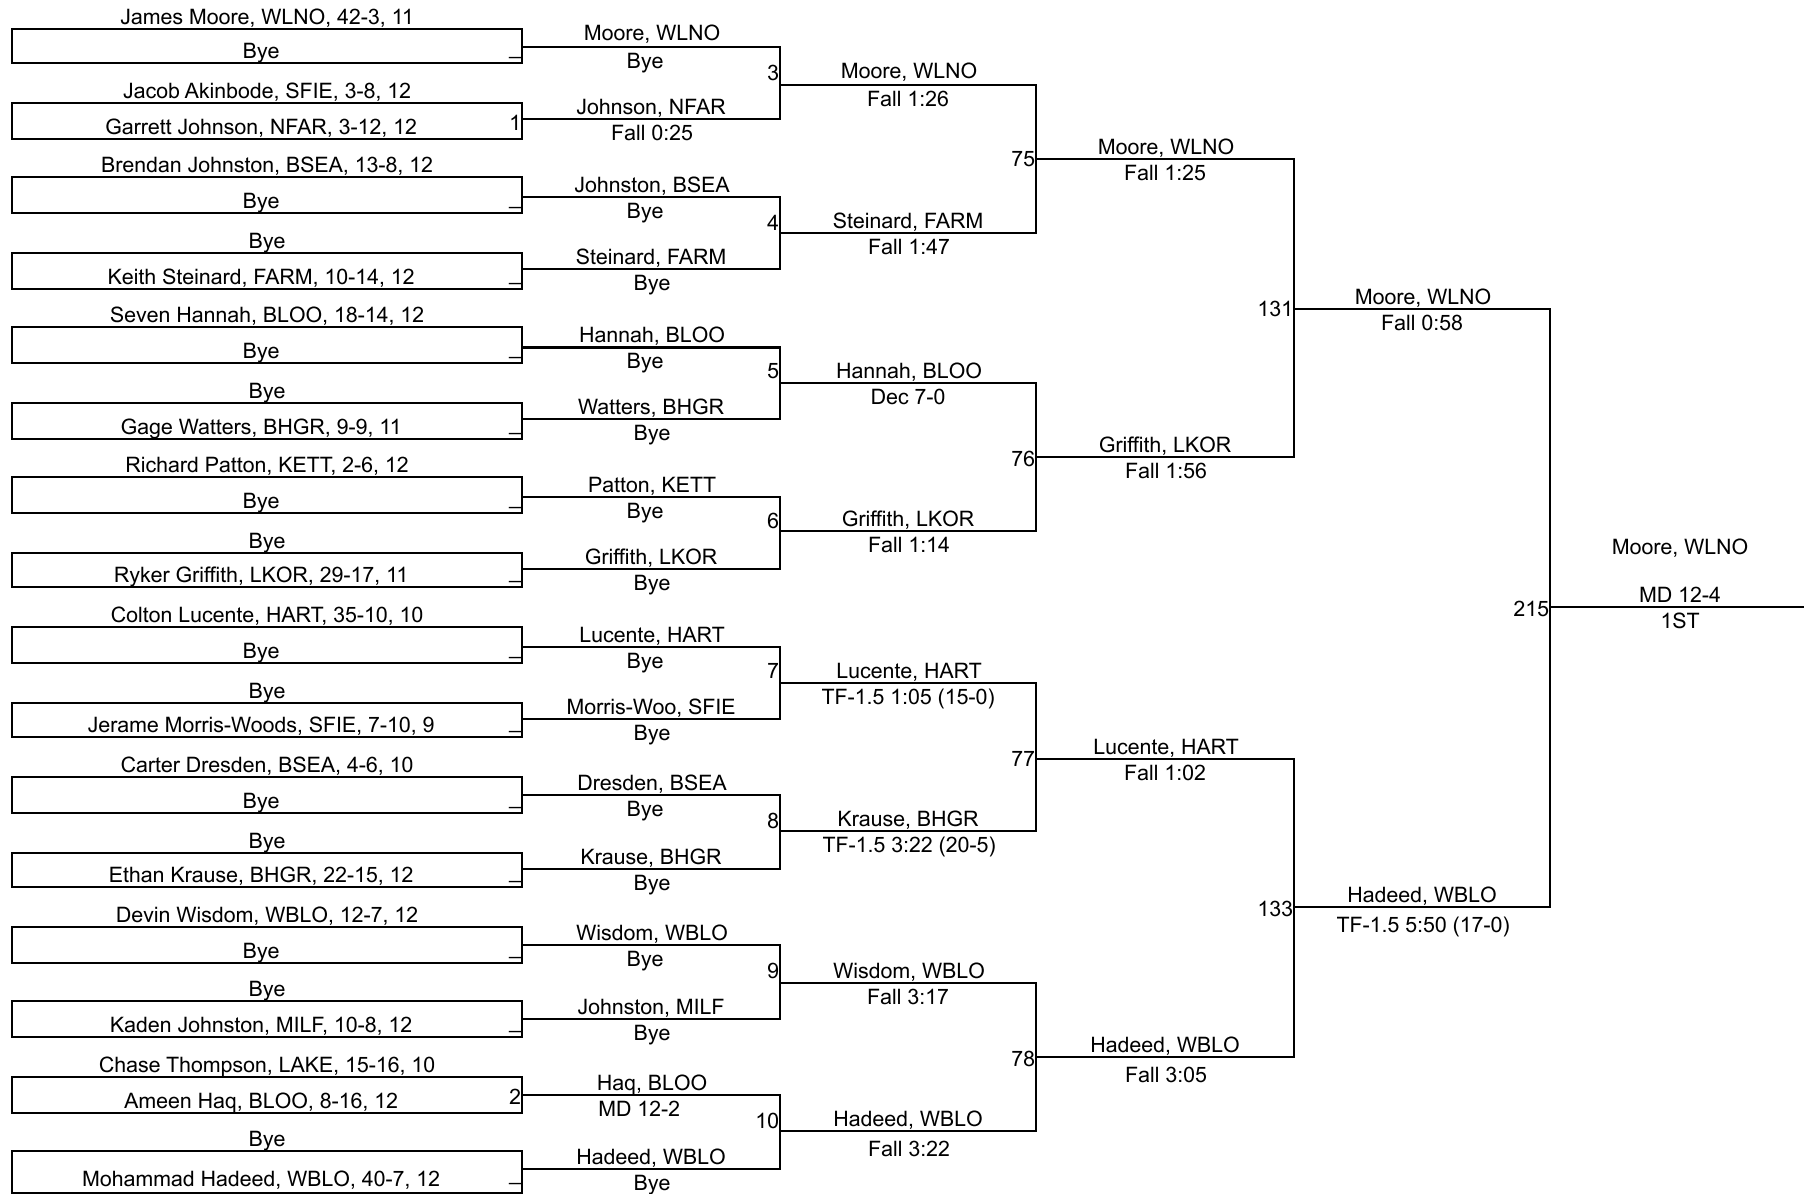 James Moore, WLNO, 42-3, 11
Bye
Jacob Akinbode, SFIE, 3-8, 12
Garrett Johnson, NFAR, 3-12, 12
1
Brendan Johnston, BSEA, 13-8, 12
Bye
Bye
Keith Steinard, FARM, 10-14, 12
Seven Hannah, BLOO, 18-14, 12
Bye
Bye
Gage Watters, BHGR, 9-9, 11
Richard Patton, KETT, 2-6, 12
Bye
Bye
Ryker Griffith, LKOR, 29-17, 11
Colton Lucente, HART, 35-10, 10
Bye
Bye
Jerame Morris-Woods, SFIE, 7-10, 9
Carter Dresden, BSEA, 4-6, 10
Bye
Bye
Ethan Krause, BHGR, 22-15, 12
Devin Wisdom, WBLO, 12-7, 12
Bye
Bye
Kaden Johnston, MILF, 10-8, 12
Chase Thompson, LAKE, 15-16, 10
Ameen Haq, BLOO, 8-16, 12
2
Bye
Mohammad Hadeed, WBLO, 40-7, 12
Moore, WLNO
Bye
3
Johnson, NFAR
Fall 0:25
Johnston, BSEA
Bye
4
Steinard, FARM
Bye
Hannah, BLOO
Bye
5
Watters, BHGR
Bye
Patton, KETT
Bye
6
Griffith, LKOR
Bye
Lucente, HART
Bye
7
Morris-Woo, SFIE
Bye
Dresden, BSEA
Bye
8
Krause, BHGR
Bye
Wisdom, WBLO
Bye
9
Johnston, MILF
Bye
Haq, BLOO
MD 12-2
10
Hadeed, WBLO
Bye
Moore, WLNO
Fall 1:26
75
Steinard, FARM
Fall 1:47
Hannah, BLOO
Dec 7-0
76
Griffith, LKOR
Fall 1:14
Lucente, HART
TF-1.5 1:05 (15-0)
77
Krause, BHGR
TF-1.5 3:22 (20-5)
Wisdom, WBLO
Fall 3:17
78
Hadeed, WBLO
Fall 3:22
Moore, WLNO
Fall 1:25
131
Griffith, LKOR
Fall 1:56
Lucente, HART
Fall 1:02
133
Hadeed, WBLO
Fall 3:05
Moore, WLNO
Fall 0:58
215
Hadeed, WBLO
TF-1.5 5:50 (17-0)
Moore, WLNO
MD 12-4
1ST